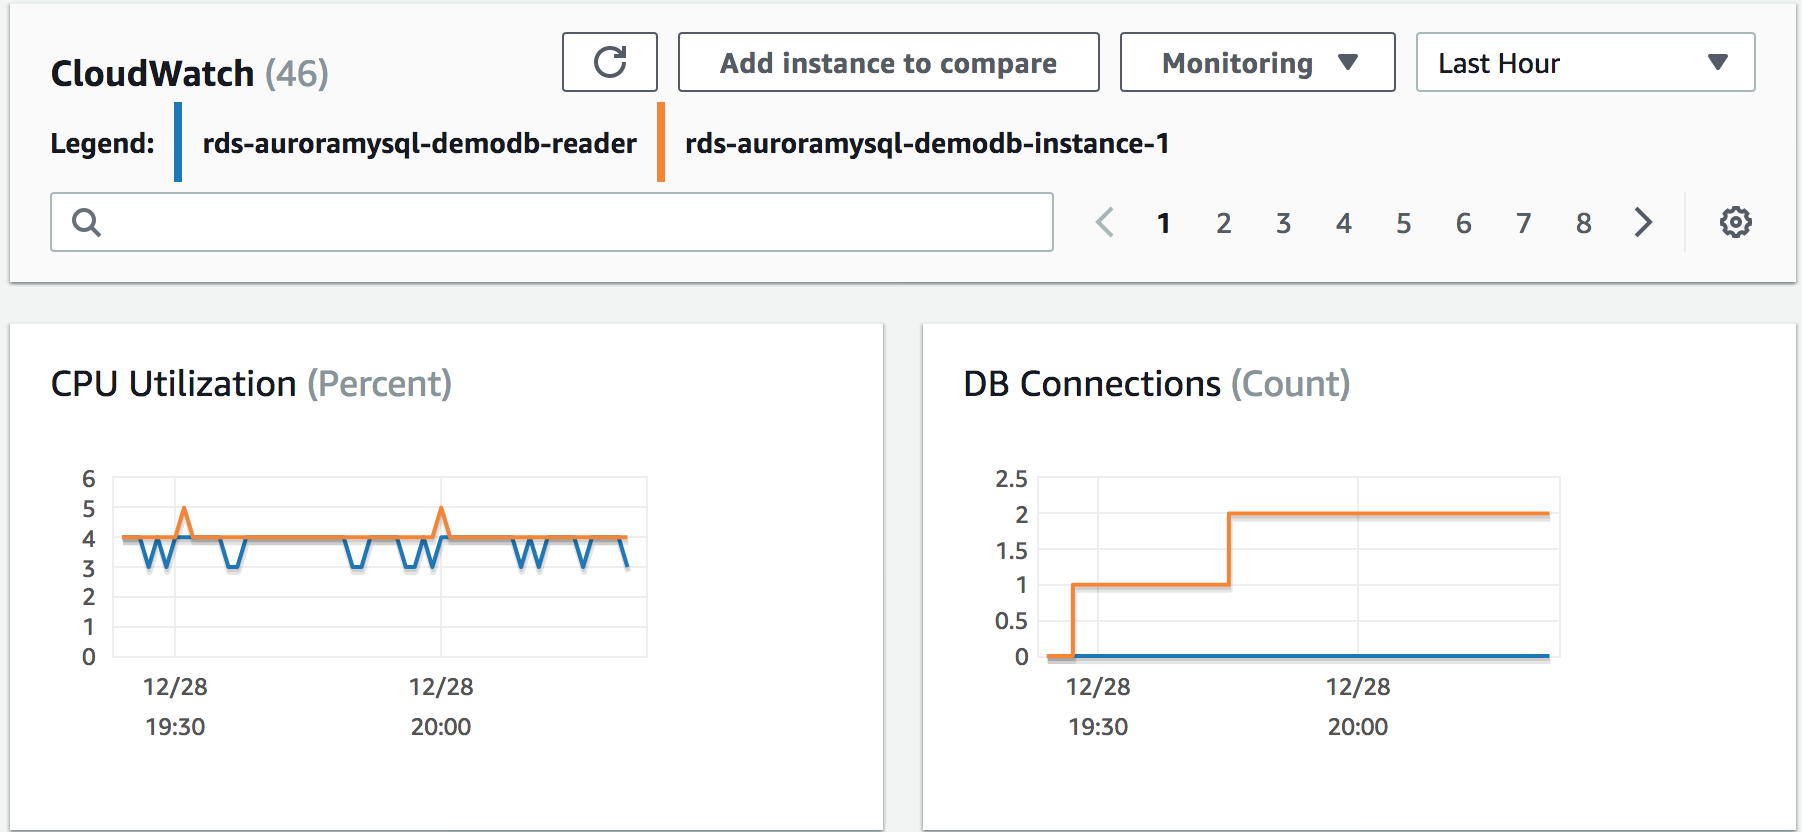 CloudWatch (46)
Add instance to compare
Monitoring
Last Hour
Legend:
rds-auroramysql-demodb-reader
rds-auroramysql-demodb-instance-1
1 2 3 4 5 6 7 8
CPU Utilization (Percent)
6
5
4
3
2
1
0
12/28
19:30
12/28
20:00
DB Connections (Count)
2.5
2
1.5
1
0.5
0
12/28
19:30
12/28
20:00